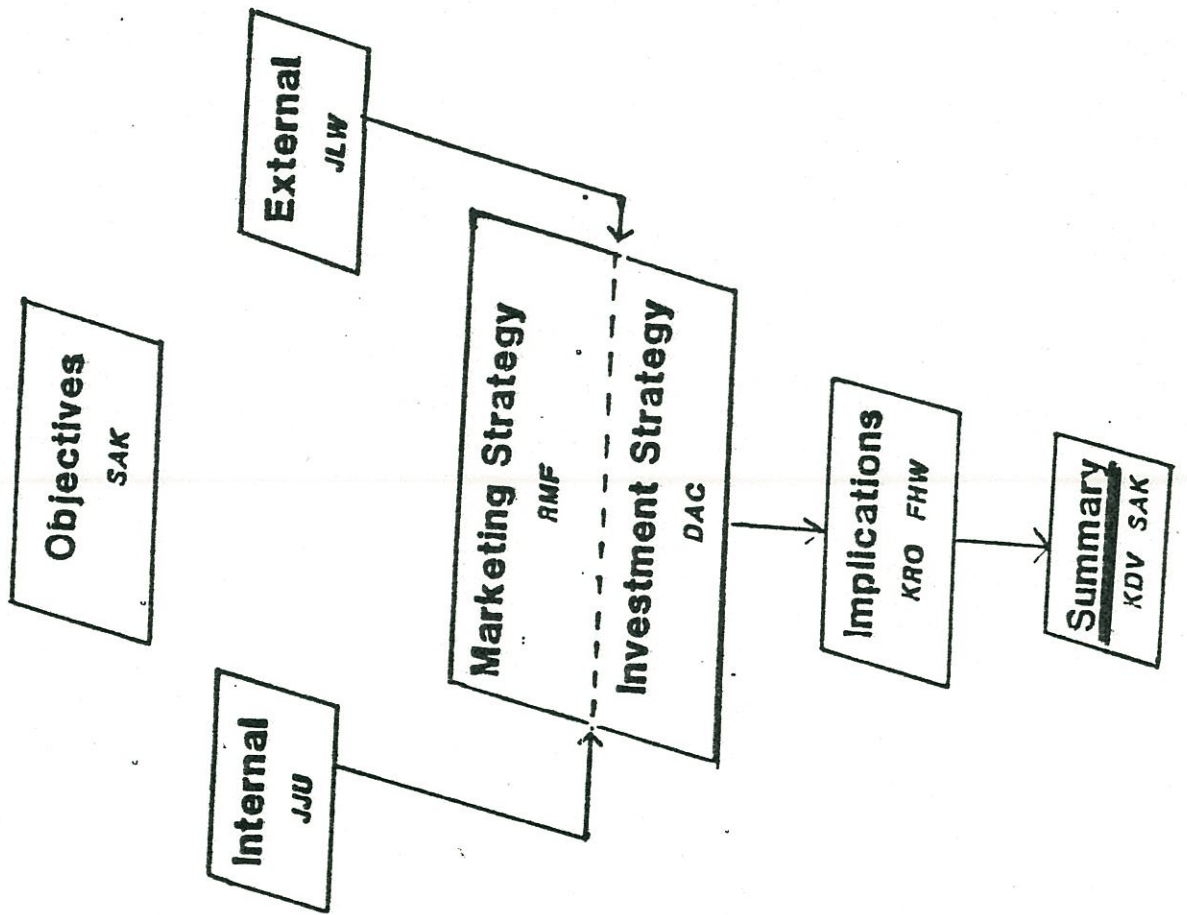 Objectives
SAK
Internal
JJU
External
JLW
Marketing Strategy
RMF
Investment Strategy
DAC
Implications
KRO FHW
Summary
KDV SAK